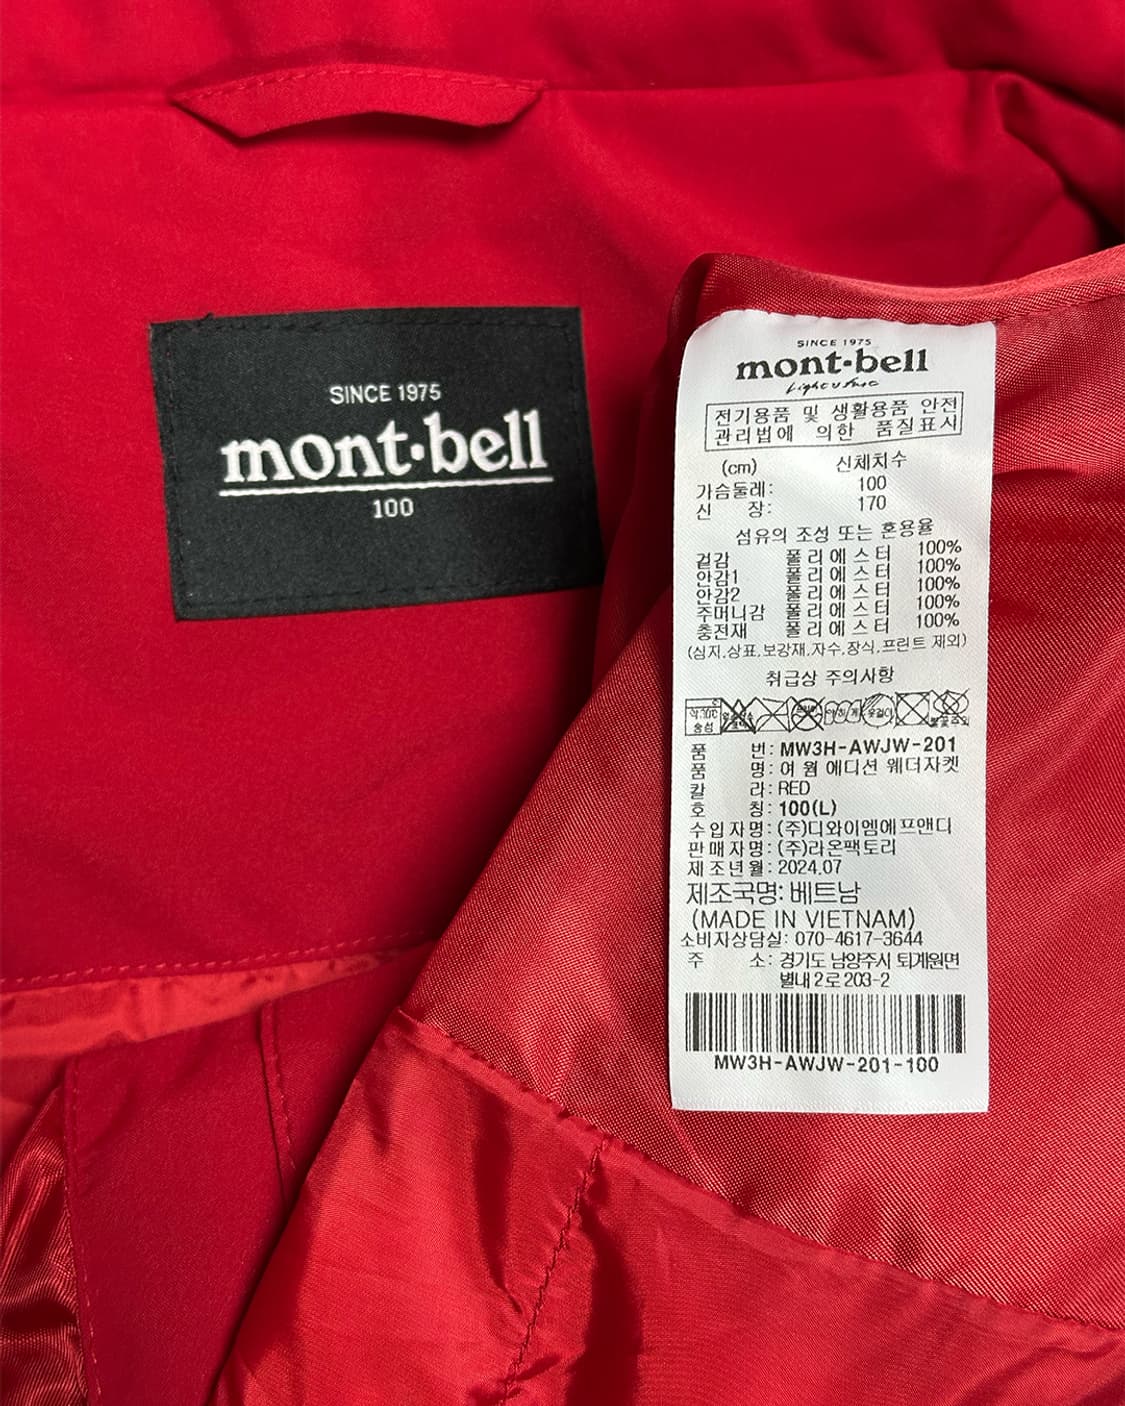 SINCE 1975
mont·bell
100
SINCE 1975
mont·bell
전기용품 및 생활용품 안전
관리법에 의한 품질표시
(cm) 신체치수
가슴둘레: 100
신 장: 170
섬유의 조성 또는 혼용율
겉감 폴리에스터 100%
안감1 폴리에스터 100%
안감2 폴리에스터 100%
주머니감 폴리에스터 100%
충전재 폴리에스터 100%
(심지,상표,보강재,자수,장식,프린트 제외)
취급상 주의사항
품 번: MW3H-AWJW-201
품 명: 어 웜 에디션 웨더자켓
칼 라: RED
호 칭: 100(L)
수입자명: (주)디와이엠에프앤디
판매자명: (주)라온팩토리
제조년월: 2024.07
제조국명: 베트남
(MADE IN VIETNAM)
소비자상담실: 070-4617-3644
주 소: 경기도 남양주시 퇴계원면
별내2로 203-2
MW3H-AWJW-201-100